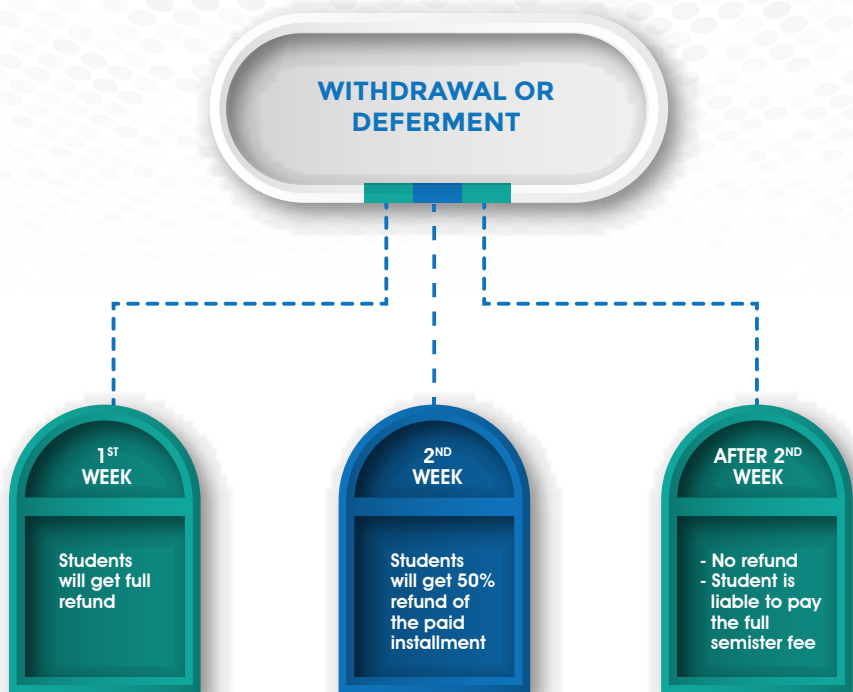 WITHDRAWAL OR
DEFERMENT
1ST
WEEK
Students
will get full
refund
2ND
WEEK
Students
will get 50%
refund of
the paid
installment
AFTER 2ND
WEEK
- No refund
- Student is
liable to pay
the full
semister fee